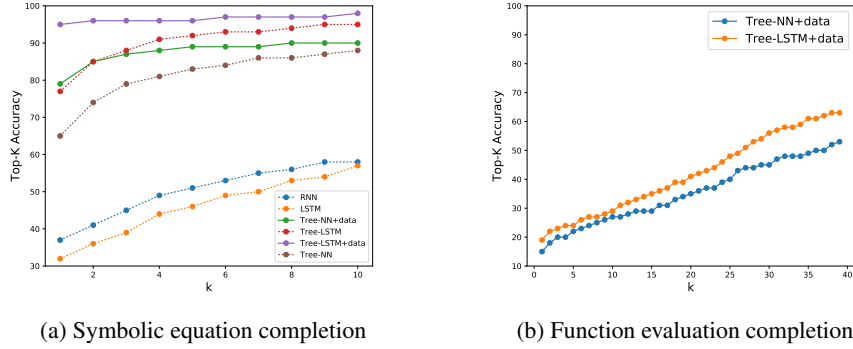 100
90
80
70
60
50
40
30
Top-K Accuracy
2
4
6
8
10
k
RNN
LSTM
Tree-NN+data
Tree-LSTM
Tree-LSTM+data
Tree-NN
(a) Symbolic equation completion
100
90
80
70
60
50
40
30
20
10
Top-K Accuracy
0
5
10
15
20
25
30
35
40
k
Tree-NN+data
Tree-LSTM+data
(b) Function evaluation completion